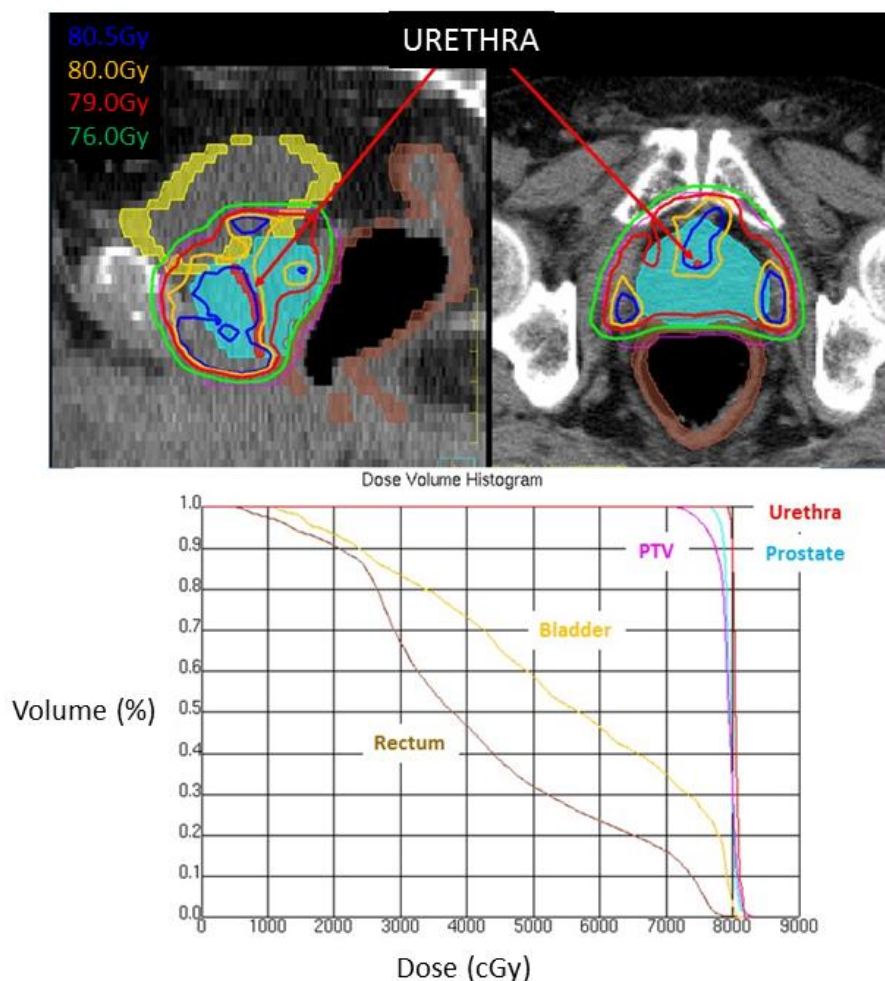 80.5Gy
80.0Gy
79.0Gy
76.0Gy
URETHRA
Dose Volume Histogram
1.0
0.9
0.8
0.7
0.6
0.5
0.4
0.3
0.2
0.1
0.0
Urethra
PTV
Prostate
Bladder
Rectum
Volume (%)
0 1000 2000 3000 4000 5000 6000 7000 8000 9000
Dose (cGy)